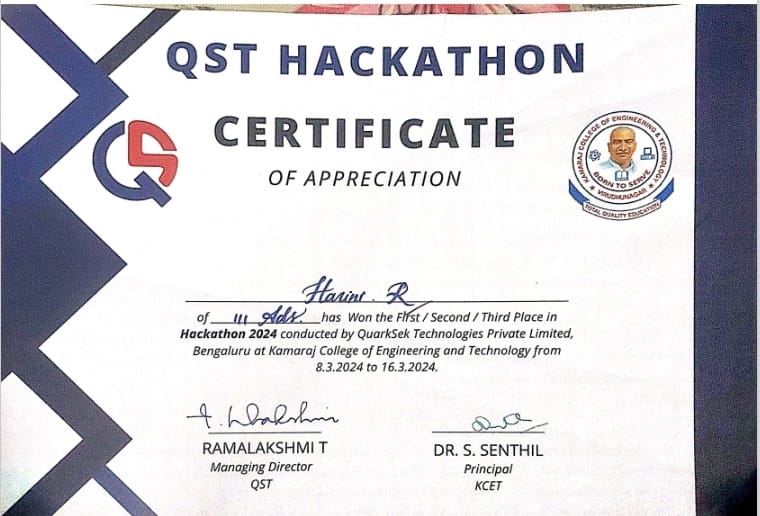 QST HACKATHON
CERTIFICATE
OF APPRECIATION
KAMARAJ COLLEGE OF ENGINEERING & TECHNOLOGY
BORN TO SERVE
VIRUDHUNAGAR
TOTAL QUALITY EDUCATION
Harini. R
of III Ads. has Won the First / Second / Third Place in
Hackathon 2024 conducted by QuarkSek Technologies Private Limited,
Bengaluru at Kamaraj College of Engineering and Technology from
8.3.2024 to 16.3.2024.
RAMALAKSHMI T
Managing Director
QST
DR. S. SENTHIL
Principal
KCET